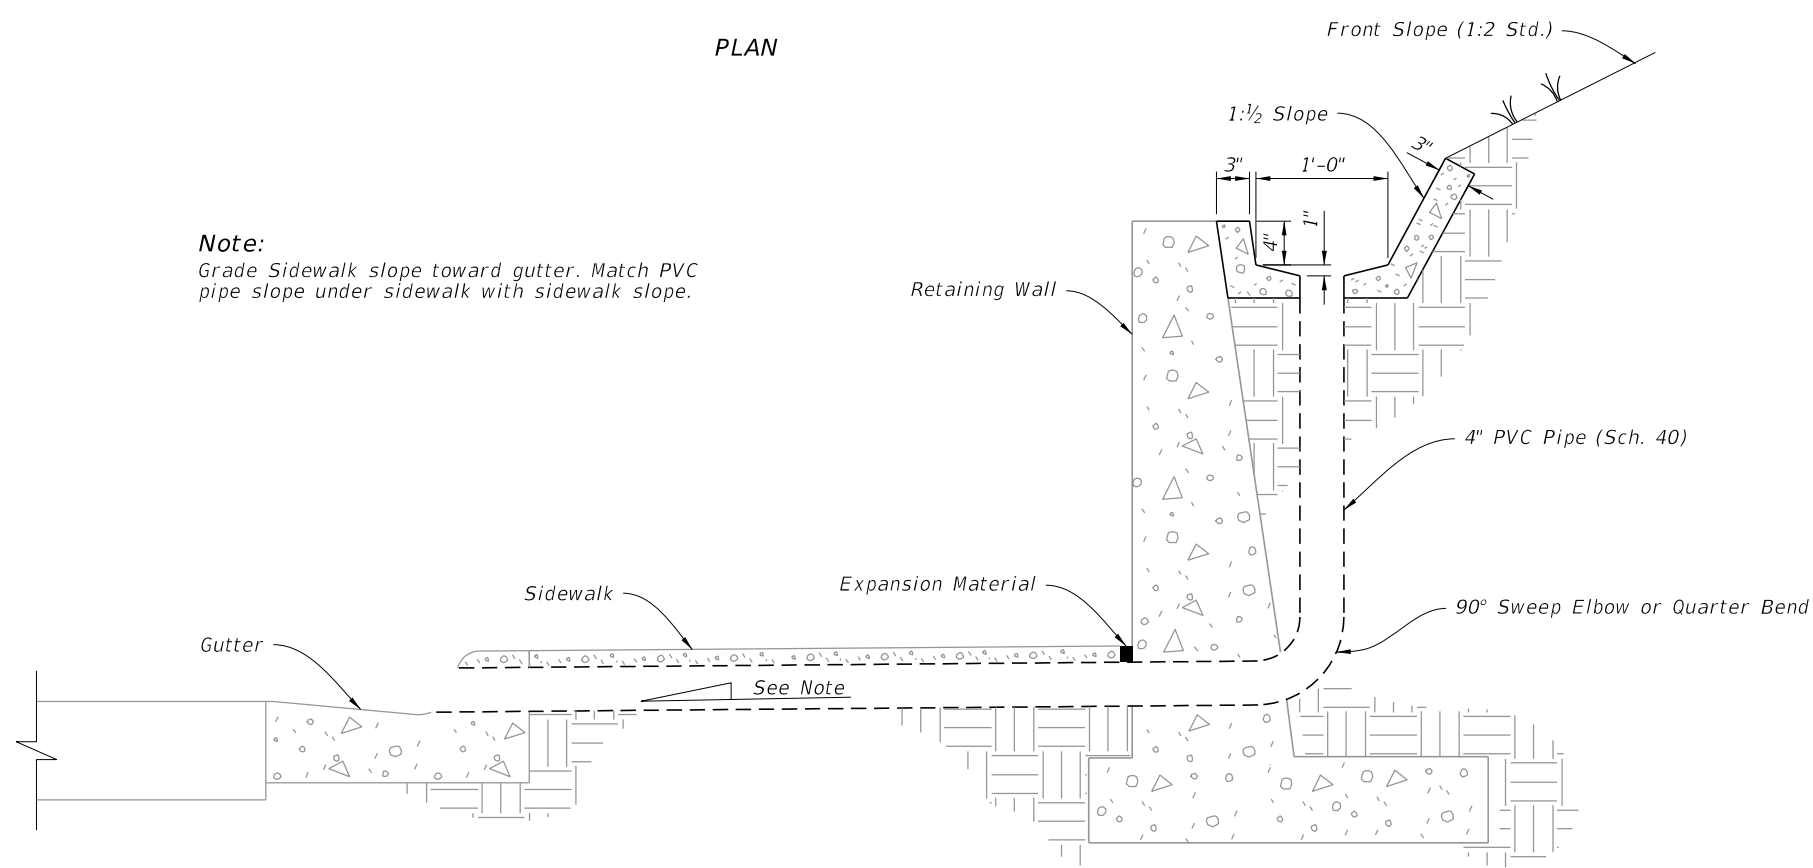 PLAN
Front Slope (1:2 Std.)
1:½ Slope
3"
3"
1'-0"
1"
4"
Note:
Grade Sidewalk slope toward gutter. Match PVC
pipe slope under sidewalk with sidewalk slope.
Retaining Wall
4" PVC Pipe (Sch. 40)
Expansion Material
Sidewalk
90° Sweep Elbow or Quarter Bend
Gutter
See Note